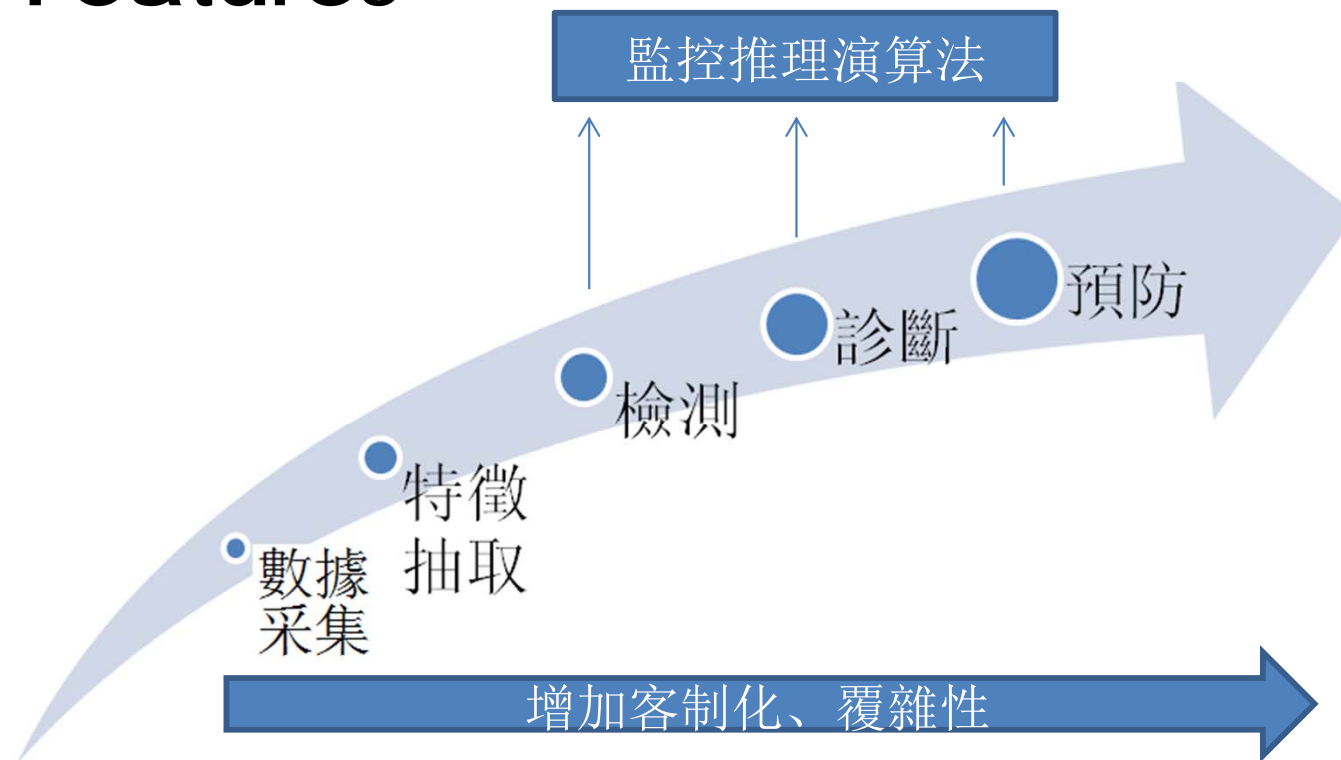 監控推理演算法
預防
診斷
檢測
特徵
抽取
數據
采集
增加客制化、覆雜性